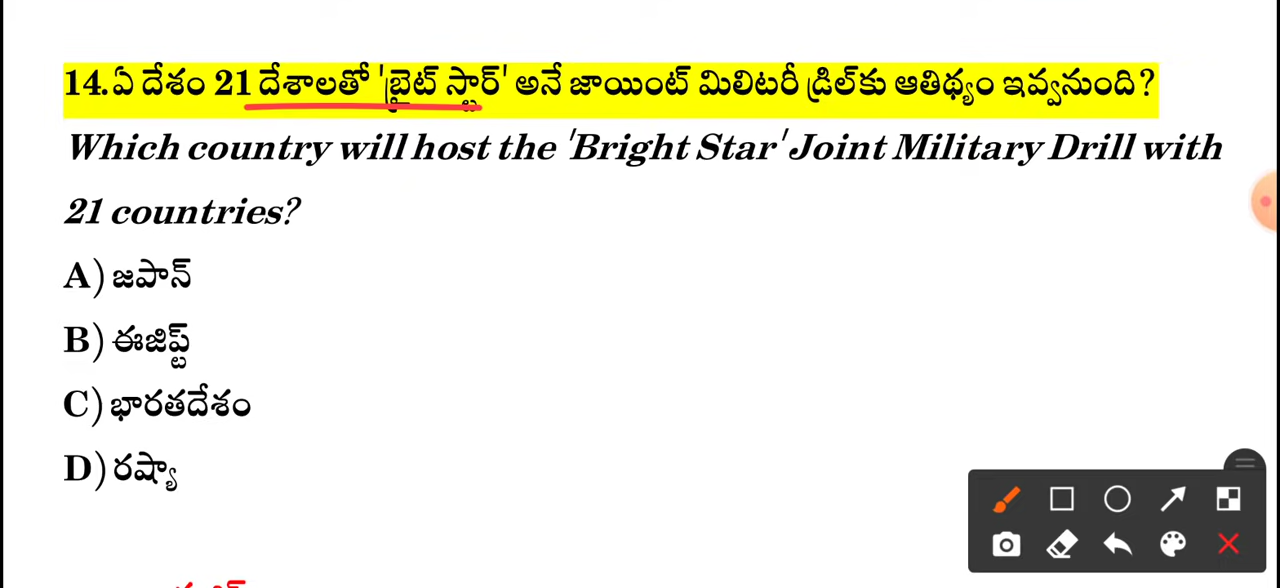 14.ఏ దేశం 21 దేశాలతో 'బ్రైట్ స్టార్' అనే జాయింట్ మిలిటరీ డ్రిల్‌కు ఆతిథ్యం ఇవ్వనుంది?
Which country will host the 'Bright Star' Joint Military Drill with
21 countries?
A) జపాన్
B) ఈజిప్ట్
C) భారతదేశం
D) రష్యా